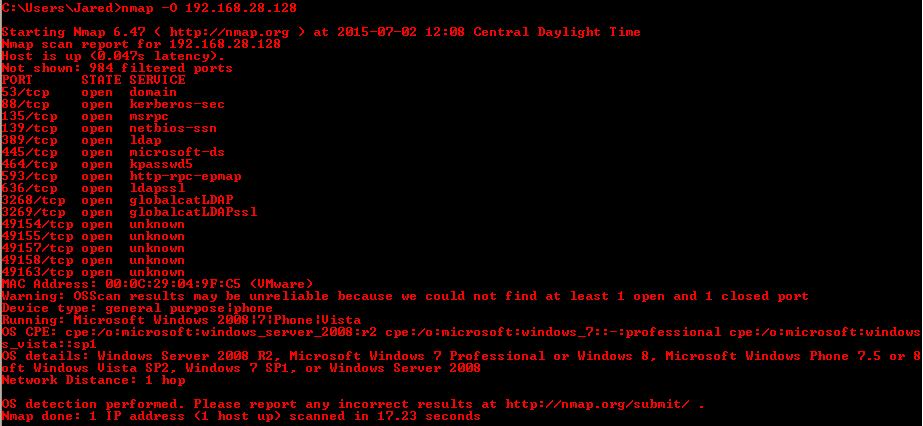 C:\Users\Jared>nmap -O 192.168.28.128
Starting Nmap 6.47 ( http://nmap.org ) at 2015-07-02 12:08 Central Daylight Time
Nmap scan report for 192.168.28.128
Host is up (0.047s latency).
Not shown: 984 filtered ports
PORT      STATE SERVICE
53/tcp    open  domain
88/tcp    open  kerberos-sec
135/tcp   open  msrpc
139/tcp   open  netbios-ssn
389/tcp   open  ldap
445/tcp   open  microsoft-ds
464/tcp   open  kpasswd5
593/tcp   open  http-rpc-epmap
636/tcp   open  ldapssl
3268/tcp  open  globalcatLDAP
3269/tcp  open  globalcatLDAPssl
49154/tcp open  unknown
49155/tcp open  unknown
49157/tcp open  unknown
49158/tcp open  unknown
49163/tcp open  unknown
MAC Address: 00:0C:29:04:9F:C5 (VMware)
Warning: OSScan results may be unreliable because we could not find at least 1 open and 1 closed port
Device type: general purpose|phone
Running: Microsoft Windows 2008|7|Phone|Vista
OS CPE: cpe:/o:microsoft:windows_server_2008:r2 cpe:/o:microsoft:windows_7::-:professional cpe:/o:microsoft:window
s_vista::sp1
OS details: Windows Server 2008 R2, Microsoft Windows 7 Professional or Windows 8, Microsoft Windows Phone 7.5 or 8
oft Windows Vista SP2, Windows 7 SP1, or Windows Server 2008
Network Distance: 1 hop
OS detection performed. Please report any incorrect results at http://nmap.org/submit/ .
Nmap done: 1 IP address (1 host up) scanned in 17.23 seconds